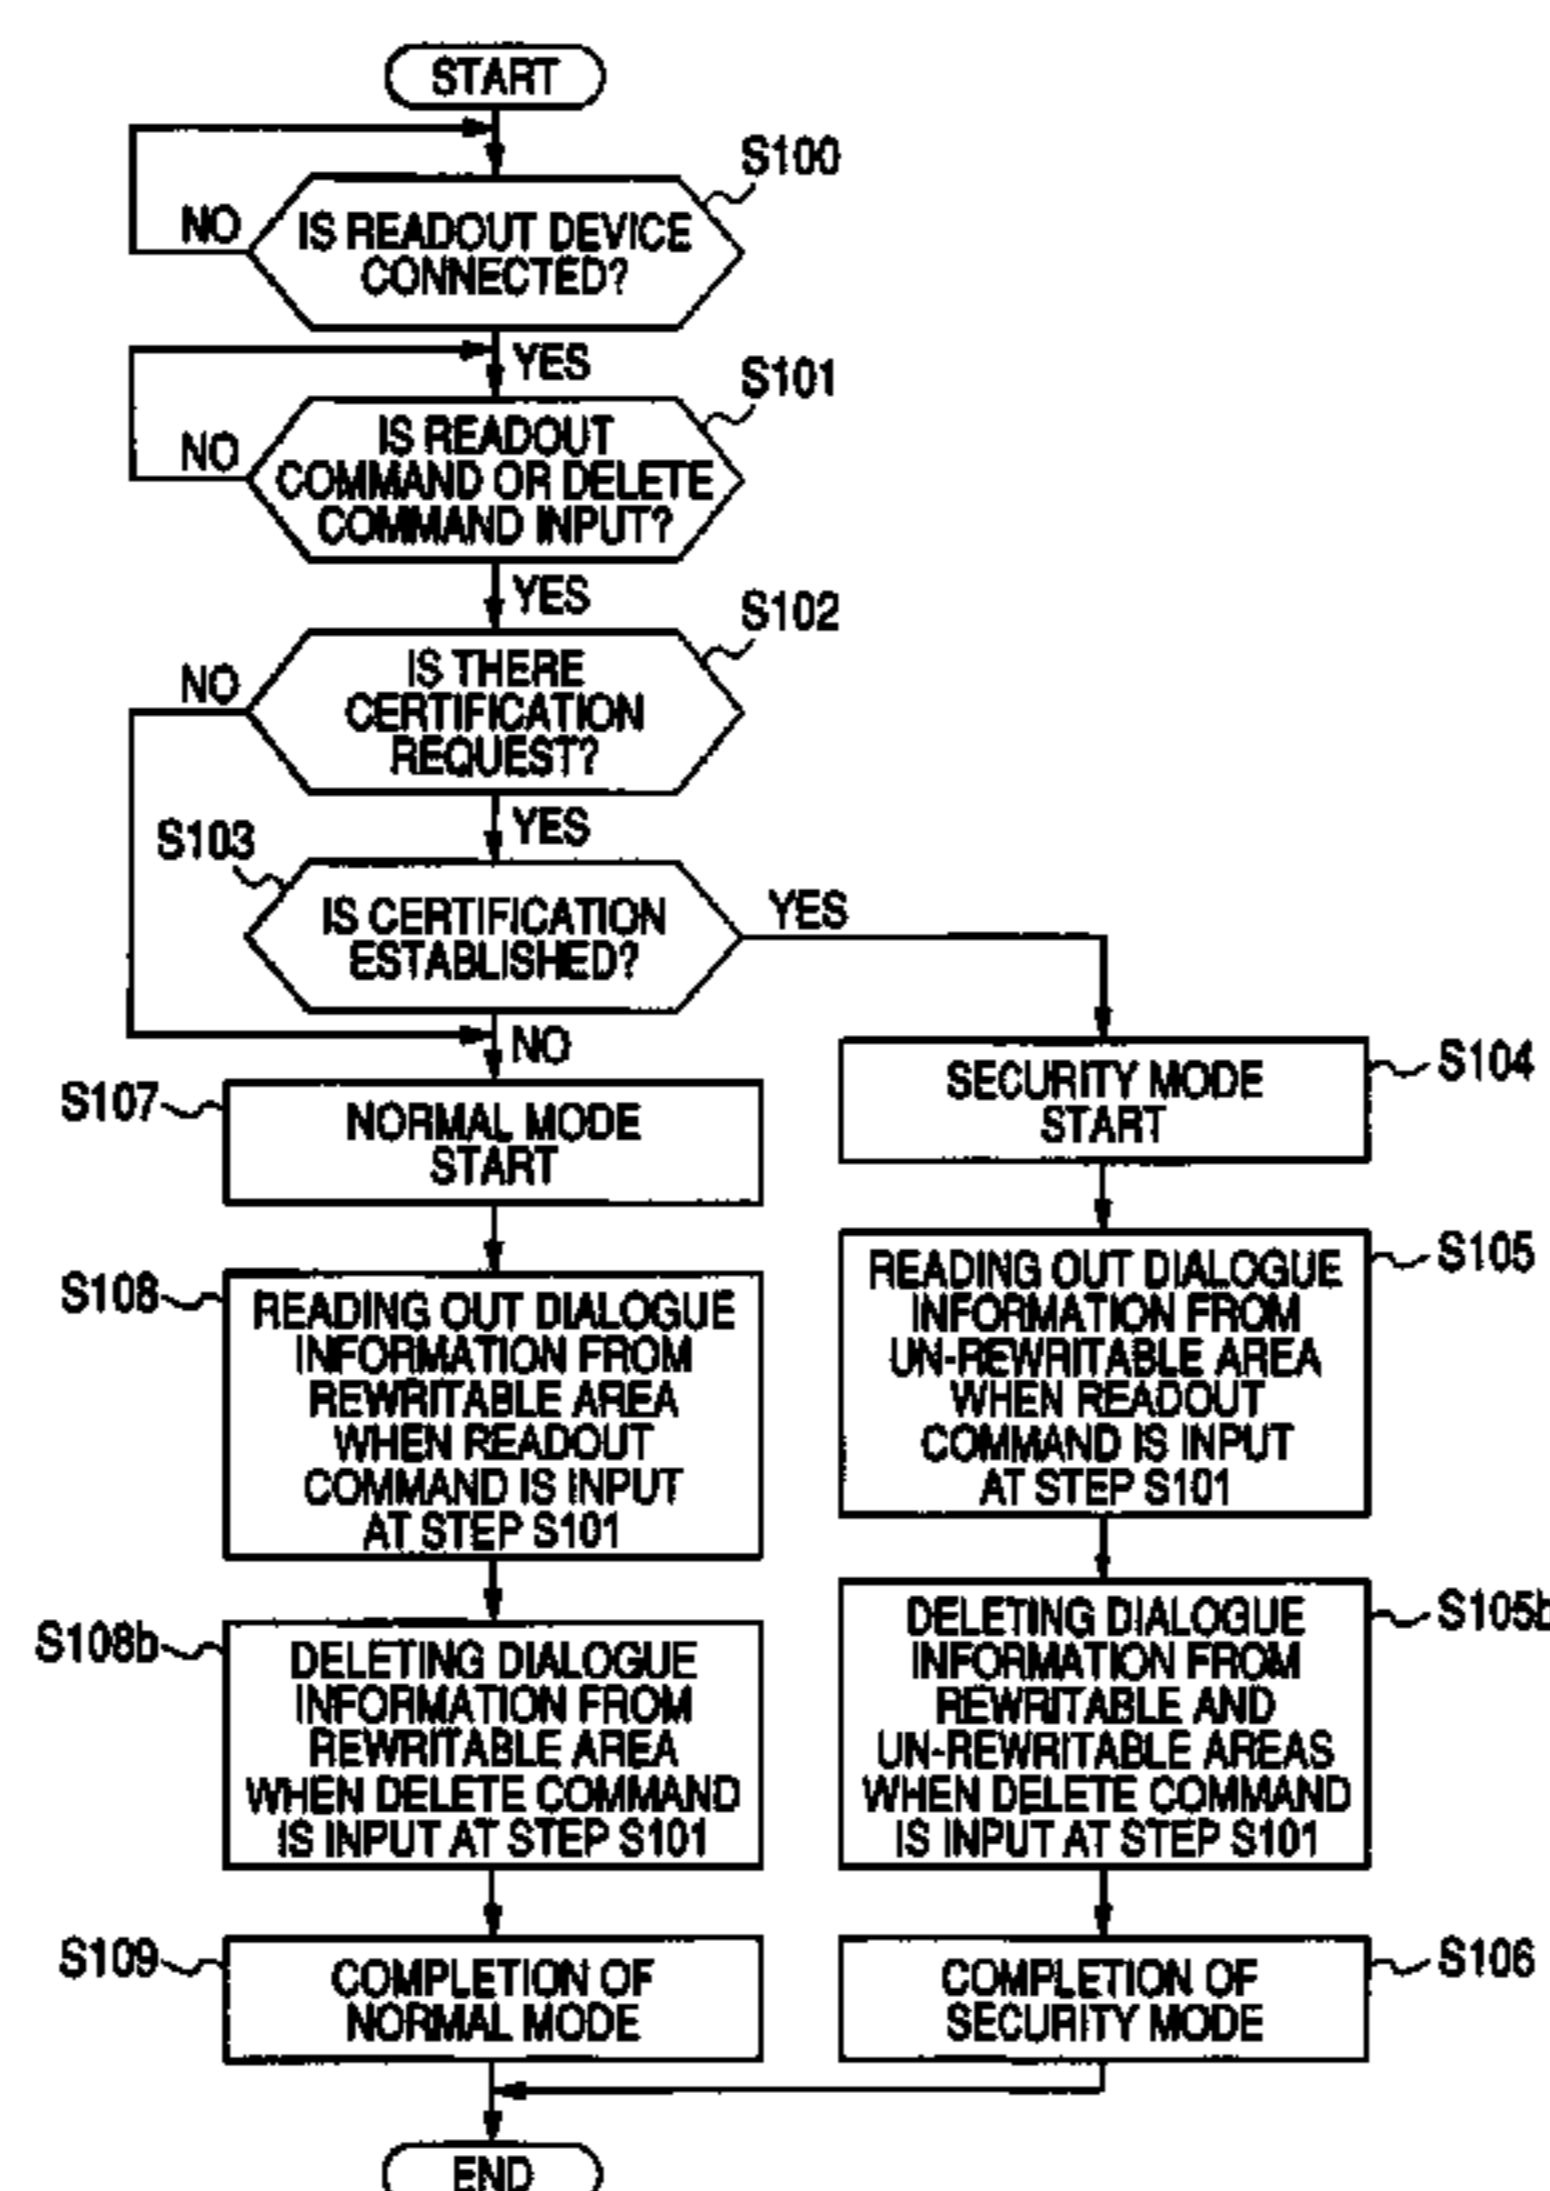 START
S100
NO
IS READOUT DEVICE
CONNECTED?
YES
S101
NO
IS READOUT
COMMAND OR DELETE
COMMAND INPUT?
YES
S102
NO
IS THERE
CERTIFICATION
REQUEST?
YES
S103
IS CERTIFICATION
ESTABLISHED?
YES
NO
S107
NORMAL MODE
START
S104
SECURITY MODE
START
S108
READING OUT DIALOGUE
INFORMATION FROM
REWRITABLE AREA
WHEN READOUT
COMMAND IS INPUT
AT STEP S101
S105
READING OUT DIALOGUE
INFORMATION FROM
UN-REWRITABLE AREA
WHEN READOUT
COMMAND IS INPUT
AT STEP S101
S108b
DELETING DIALOGUE
INFORMATION FROM
REWRITABLE AREA
WHEN DELETE COMMAND
IS INPUT AT STEP S101
S105b
DELETING DIALOGUE
INFORMATION FROM
REWRITABLE AND
UN-REWRITABLE AREAS
WHEN DELETE COMMAND
IS INPUT AT STEP S101
S109
COMPLETION OF
NORMAL MODE
S106
COMPLETION OF
SECURITY MODE
END